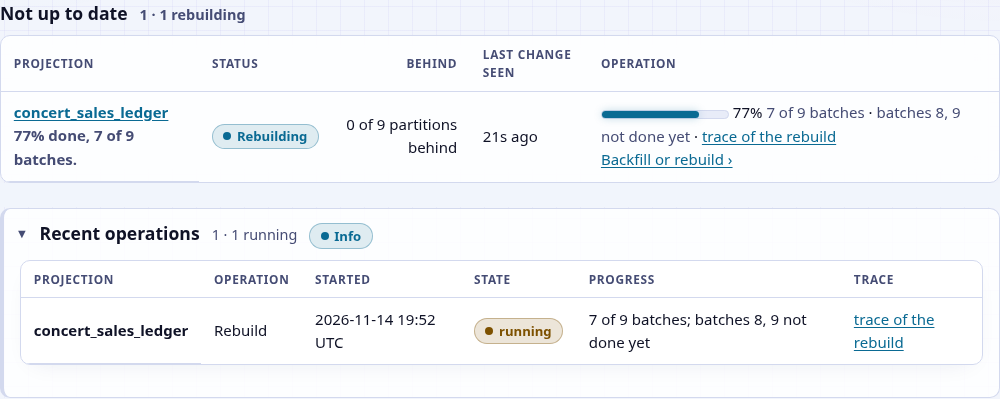 Not up to date 1 · 1 rebuilding
PROJECTION STATUS BEHIND LAST CHANGE SEEN OPERATION
concert_sales_ledger
77% done, 7 of 9
batches.
Rebuilding
0 of 9 partitions
behind
21s ago
77% 7 of 9 batches · batches 8, 9
not done yet · trace of the rebuild
Backfill or rebuild ›
▼ Recent operations 1 · 1 running Info
PROJECTION OPERATION STARTED STATE PROGRESS TRACE
concert_sales_ledger
Rebuild
2026-11-14 19:52
UTC
running
7 of 9 batches; batches 8, 9 not
done yet
trace of the
rebuild